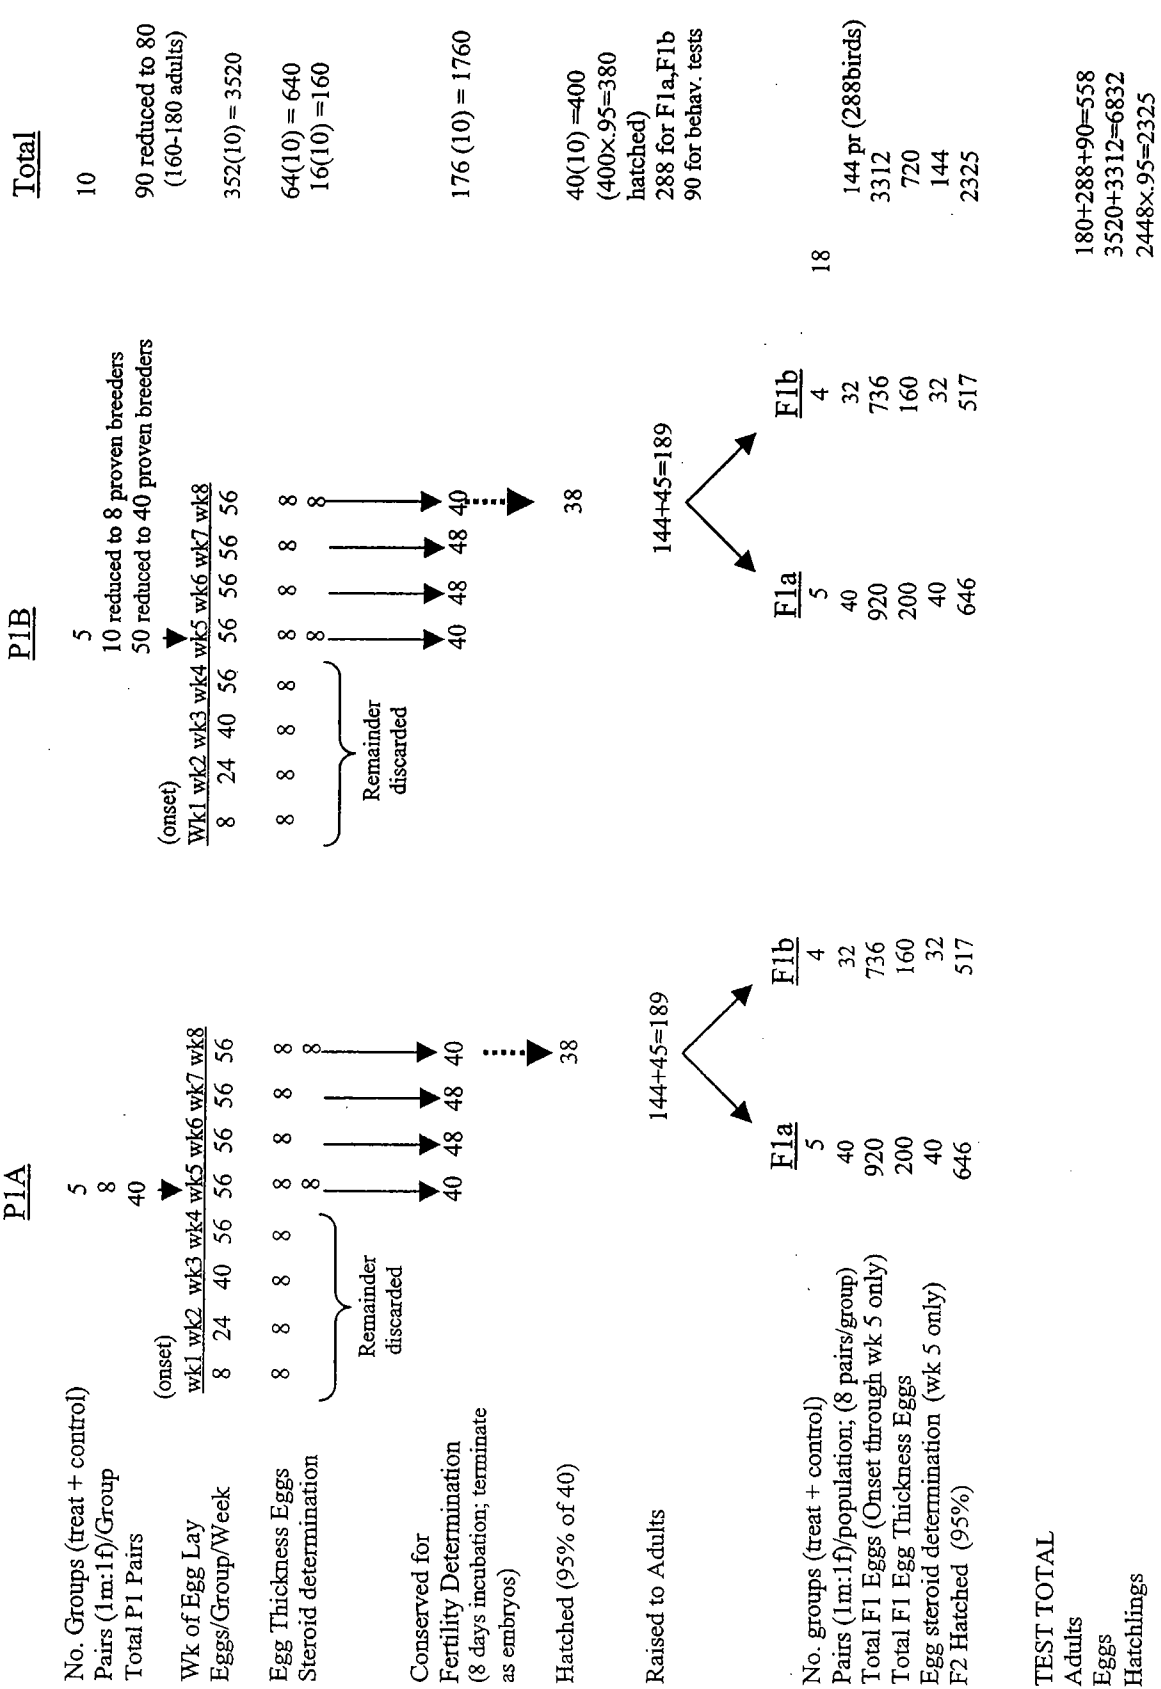 P1A P1B Total
No. Groups (treat + control) 5 5 10
Pairs (1m:1f)/Group 8 10 reduced to 8 proven breeders
Total P1 Pairs 40 50 reduced to 40 proven breeders 90 reduced to 80
(160-180 adults)
(onset) (onset)
Wk of Egg Lay wk1 wk2 wk3 wk4 wk5 wk6 wk7 wk8 Wk1 wk2 wk3 wk4 wk5 wk6 wk7 wk8
Eggs/Group/Week 8 24 40 56 56 56 56 56 8 24 40 56 56 56 56 56 352(10) = 3520
Egg Thickness Eggs 8 8 8 8 8 8 8 8 8 8 8 8 8 8 8 8 64(10) = 640
Steroid determination 8 8 8 8 16(10) =160
Remainder Remainder
discarded discarded
Conserved for
Fertility Determination 40 48 48 40 40 48 48 40 176 (10) = 1760
(8 days incubation; terminate
as embryos)
Hatched (95% of 40) 38 38 40(10) =400
(400x.95=380
hatched)
Raised to Adults 144+45=189 144+45=189 288 for F1a,F1b
90 for behav. tests
F1a F1b F1a F1b
No. groups (treat + control) 5 4 5 4 18
Pairs (1m:1f)/population; (8 pairs/group) 40 32 40 32 144 pr (288birds)
Total F1 Eggs (Onset through wk 5 only) 920 736 920 736 3312
Total F1 Egg Thickness Eggs 200 160 200 160 720
Egg steroid determination (wk 5 only) 40 32 40 32 144
F2 Hatched (95%) 646 517 646 517 2325
TEST TOTAL
Adults 180+288+90=558
Eggs 3520+3312=6832
Hatchlings 2448x.95=2325